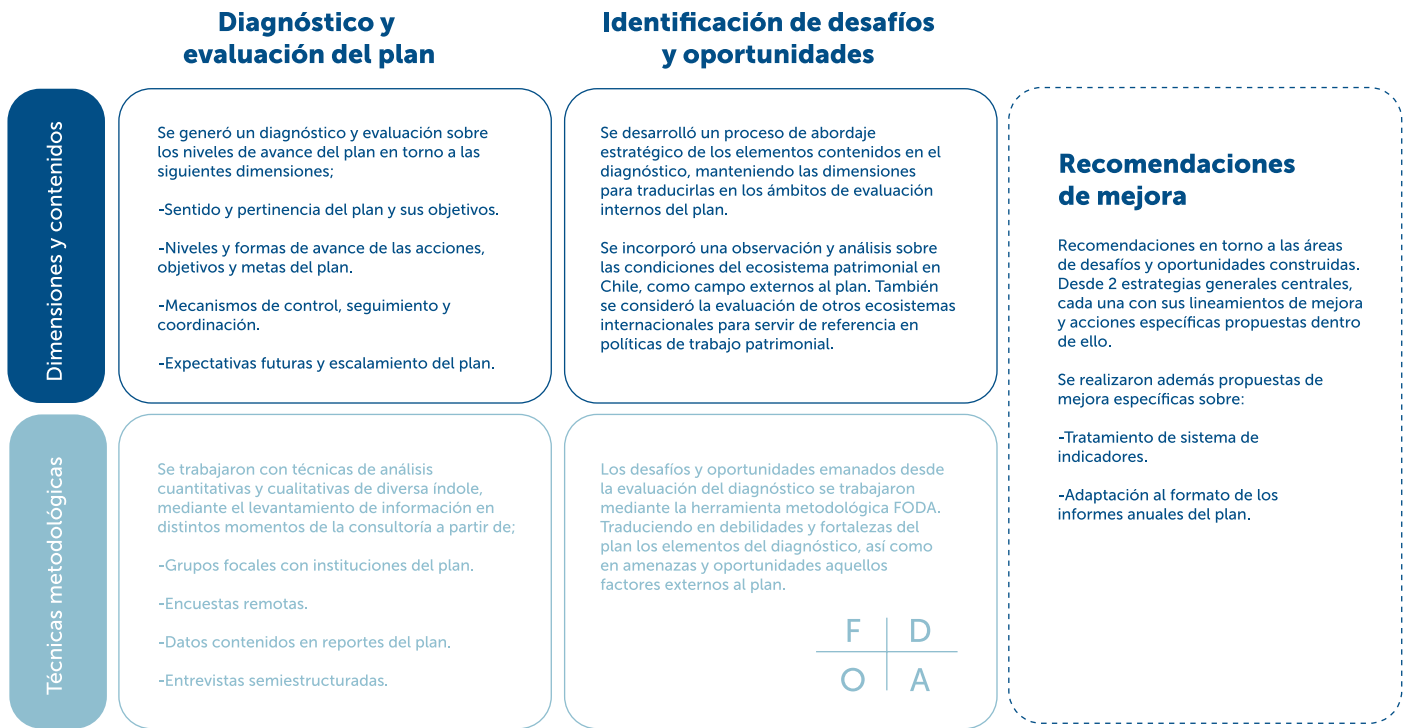 Diagnóstico y
evaluación del plan
Identificación de desafíos
y oportunidades
Dimensiones y contenidos
Se generó un diagnóstico y evaluación sobre
los niveles de avance del plan en torno a las
siguientes dimensiones;
-Sentido y pertinencia del plan y sus objetivos.
-Niveles y formas de avance de las acciones,
objetivos y metas del plan.
-Mecanismos de control, seguimiento y
coordinación.
-Expectativas futuras y escalamiento del plan.
Se desarrolló un proceso de abordaje
estratégico de los elementos contenidos en el
diagnóstico, manteniendo las dimensiones
para traducirlas en los ámbitos de evaluación
internos del plan.
Se incorporó una observación y análisis sobre
las condiciones del ecosistema patrimonial en
Chile, como campo externos al plan. También
se consideró la evaluación de otros ecosistemas
internacionales para servir de referencia en
políticas de trabajo patrimonial.
Técnicas metodológicas
Se trabajaron con técnicas de análisis
cuantitativas y cualitativas de diversa índole,
mediante el levantamiento de información en
distintos momentos de la consultoría a partir de;
-Grupos focales con instituciones del plan.
-Encuestas remotas.
-Datos contenidos en reportes del plan.
-Entrevistas semiestructuradas.
Los desafíos y oportunidades emanados desde
la evaluación del diagnóstico se trabajaron
mediante la herramienta metodológica FODA.
Traduciendo en debilidades y fortalezas del
plan los elementos del diagnóstico, así como
en amenazas y oportunidades aquellos
factores externos al plan.
F D
O A
Recomendaciones
de mejora
Recomendaciones en torno a las áreas
de desafíos y oportunidades construidas.
Desde 2 estrategias generales centrales,
cada una con sus lineamientos de mejora
y acciones específicas propuestas dentro
de ello.
Se realizaron además propuestas de
mejora específicas sobre:
-Tratamiento de sistema de
indicadores.
-Adaptación al formato de los
informes anuales del plan.